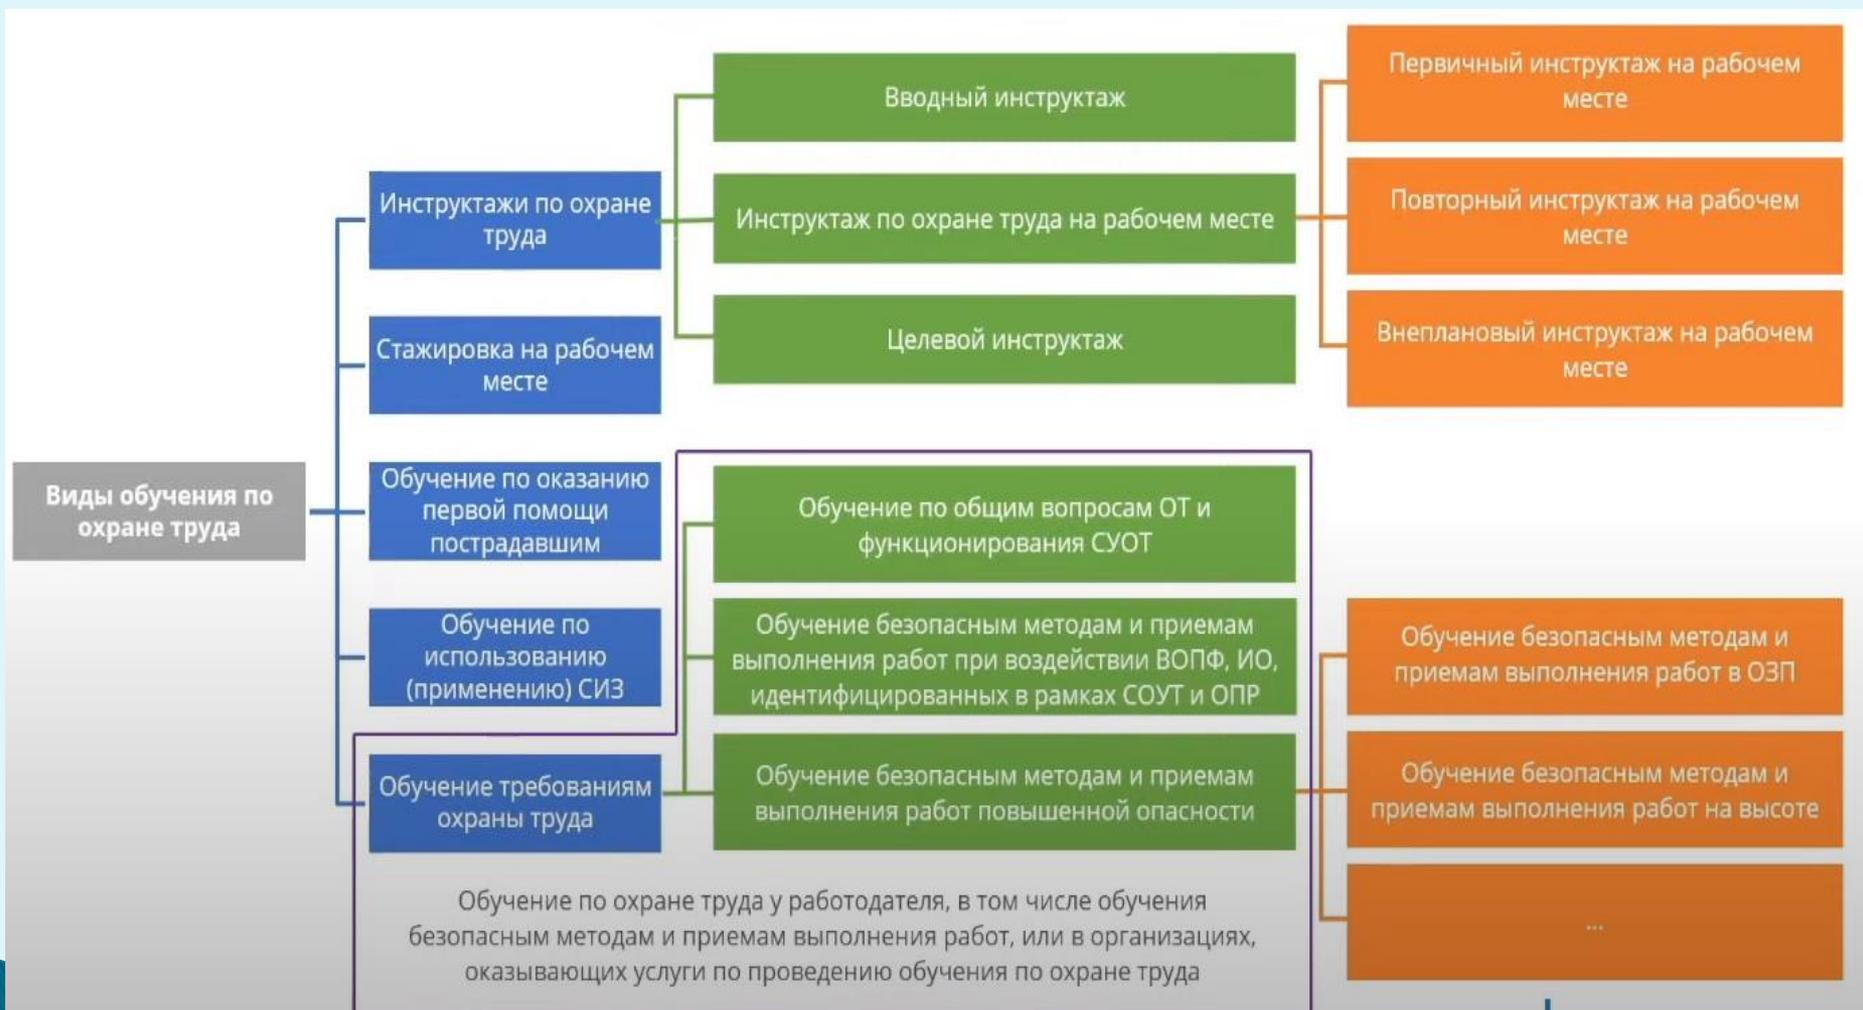 Виды обучения по
охране труда
Инструктажи по охране
труда
Стажировка на рабочем
месте
Обучение по оказанию
первой помощи
пострадавшим
Обучение по
использованию
(применению) СИЗ
Обучение требованиям
охраны труда
Вводный инструктаж
Инструктаж по охране труда на рабочем месте
Целевой инструктаж
Первичный инструктаж на рабочем
месте
Повторный инструктаж на рабочем
месте
Внеплановый инструктаж на рабочем
месте
Обучение по общим вопросам ОТ и
функционирования СУОТ
Обучение безопасным методам и приемам
выполнения работ при воздействии ВОПФ, ИО,
идентифицированных в рамках СОУТ и ОПР
Обучение безопасным методам и приемам
выполнения работ повышенной опасности
Обучение безопасным методам и
приемам выполнения работ в ОЗП
Обучение безопасным методам и
приемам выполнения работ на высоте
...
Обучение по охране труда у работодателя, в том числе обучения
безопасным методам и приемам выполнения работ, или в организациях,
оказывающих услуги по проведению обучения по охране труда